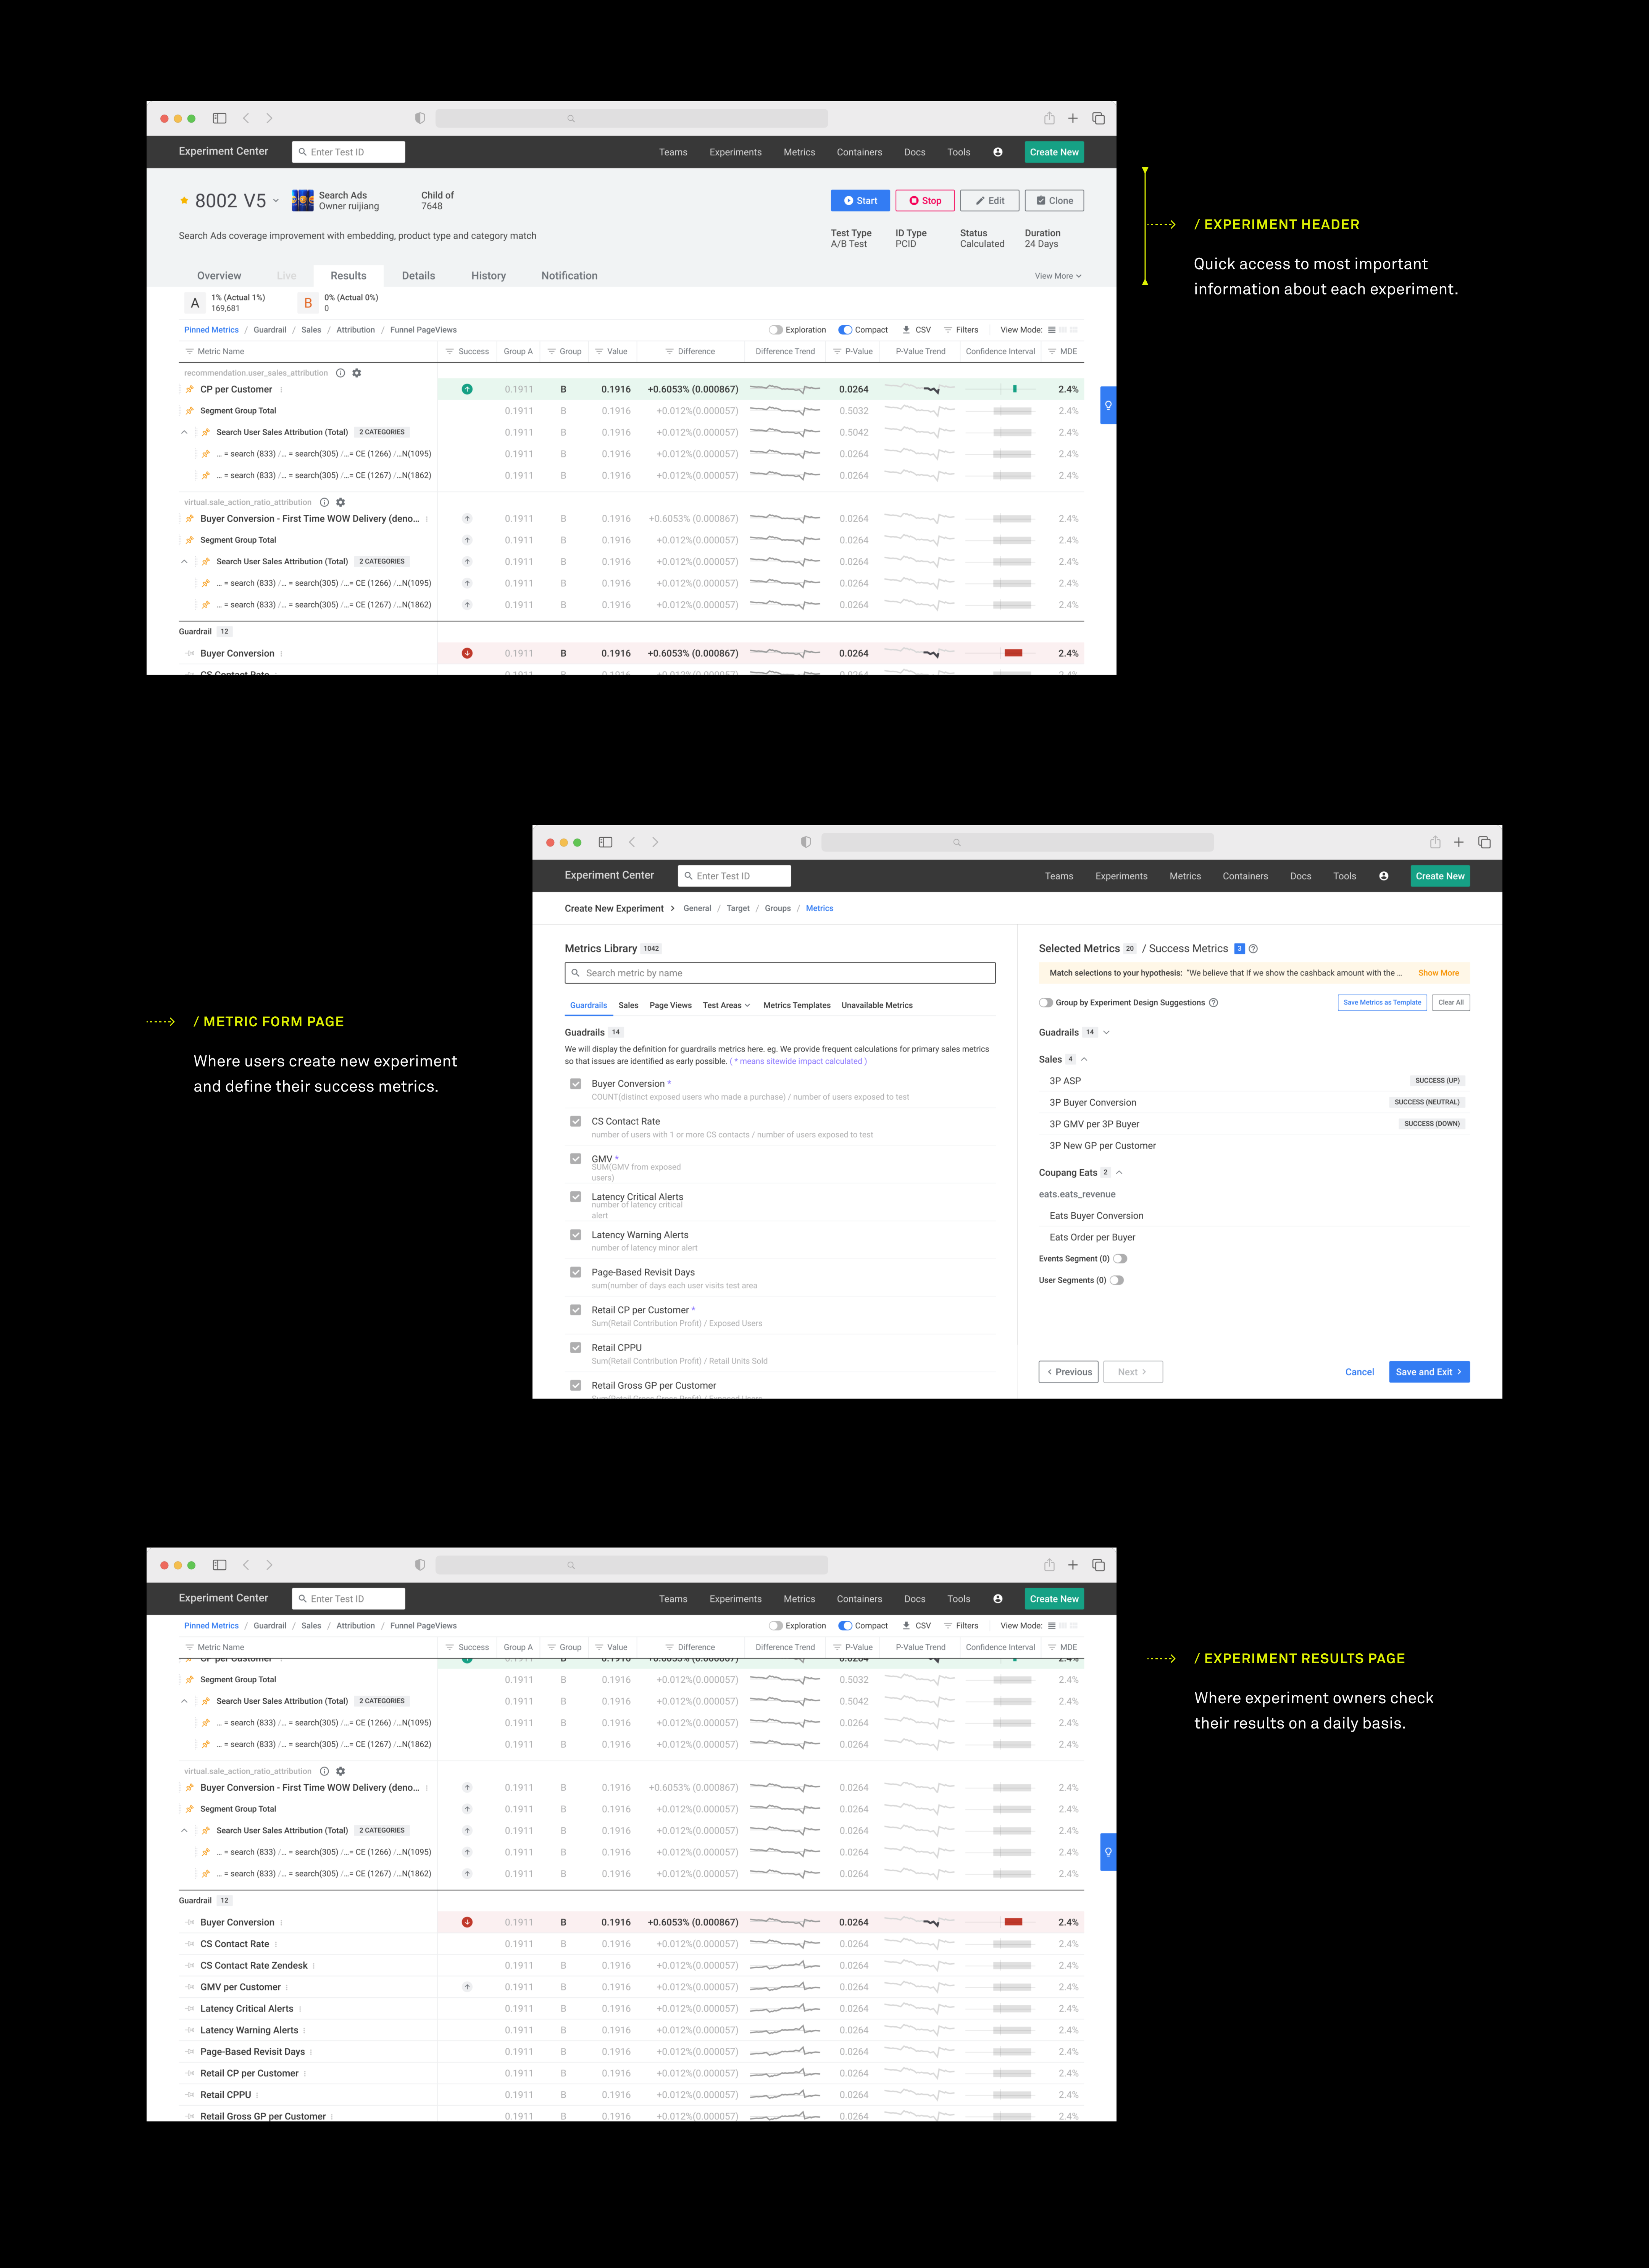 Experiment Center
Enter Test ID
Teams Experiments Metrics Containers Docs Tools Create New
8002 V5
Search Ads
Owner ruijiang
Child of
7648
Start Stop Edit Clone
Search Ads coverage improvement with embedding, product type and category match
Test Type ID Type Status Duration
A/B Test PCID Calculated 24 Days
Overview Live Results Details History Notification View More
A 1% (Actual 1%) B 0% (Actual 0%)
169,681 0
Pinned Metrics / Guardrail / Sales / Attribution / Funnel PageViews Exploration Compact CSV Filters View Mode:
Metric Name Success Group A Group Value Difference Difference Trend P-Value P-Value Trend Confidence Interval MDE
recommendation.user_sales_attribution
CP per Customer 0.1911 B 0.1916 +0.6053% (0.000867) 0.0264 2.4%
Segment Group Total 0.1911 B 0.1916 +0.012%(0.000057) 0.5032 2.4%
Search User Sales Attribution (Total) 2 CATEGORIES 0.1911 B 0.1916 +0.012%(0.000057) 0.5042 2.4%
... = search (833) /... = search(305) /...= CE (1266) /...N(1095) 0.1911 B 0.1916 +0.012%(0.000057) 0.0264 2.4%
... = search (833) /... = search(305) /...= CE (1267) /...N(1862) 0.1911 B 0.1916 +0.012%(0.000057) 0.0264 2.4%
virtual.sale_action_ratio_attribution
Buyer Conversion - First Time WOW Delivery (deno... 0.1911 B 0.1916 +0.6053% (0.000867) 0.0264 2.4%
Segment Group Total 0.1911 B 0.1916 +0.012%(0.000057) 0.0264 2.4%
Search User Sales Attribution (Total) 2 CATEGORIES 0.1911 B 0.1916 +0.012%(0.000057) 0.0264 2.4%
... = search (833) /... = search(305) /...= CE (1266) /...N(1095) 0.1911 B 0.1916 +0.012%(0.000057) 0.0264 2.4%
... = search (833) /... = search(305) /...= CE (1267) /...N(1862) 0.1911 B 0.1916 +0.012%(0.000057) 0.0264 2.4%
Guardrail 12
Buyer Conversion 0.1911 B 0.1916 +0.6053% (0.000867) 0.0264 2.4%
CS Contact Rate 0.1911 B 0.1916 +0.012%(0.000057) 0.0264 2.4%
/ EXPERIMENT HEADER
Quick access to most important
information about each experiment.
Experiment Center
Enter Test ID
Teams Experiments Metrics Containers Docs Tools Create New
Create New Experiment > General / Target / Groups / Metrics
Metrics Library 1042
Search metric by name
Guardrails Sales Page Views Test Areas Metrics Templates Unavailable Metrics
Guadrails 14
We will display the definition for guardrails metrics here. eg. We provide frequent calculations for primary sales metrics
so that issues are identified as early possible. ( * means sitewide impact calculated )
Buyer Conversion *
COUNT(distinct exposed users who made a purchase) / number of users exposed to test
CS Contact Rate
number of users with 1 or more CS contacts / number of users exposed to test
GMV *
SUM(GMV from exposed
users)
Latency Critical Alerts
number of latency critical
alert
Latency Warning Alerts
number of latency minor alert
Page-Based Revisit Days
sum(number of days each user visits test area
Retail CP per Customer *
Sum(Retail Contribution Profit) / Exposed Users
Retail CPPU
Sum(Retail Contribution Profit) / Retail Units Sold
Retail Gross GP per Customer
Sum(Retail Gross Gross Profit) / Exposed Users
Selected Metrics 20 / Success Metrics 3
Match selections to your hypothesis: "We believe that If we show the cashback amount with the ... Show More
Group by Experiment Design Suggestions Save Metrics as Template Clear All
Guadrails 14
Sales 4
3P ASP SUCCESS (UP)
3P Buyer Conversion SUCCESS (NEUTRAL)
3P GMV per 3P Buyer SUCCESS (DOWN)
3P New GP per Customer
Coupang Eats 2
eats.eats_revenue
Eats Buyer Conversion
Eats Order per Buyer
Events Segment (0)
User Segments (0)
< Previous Next > Cancel Save and Exit >
/ METRIC FORM PAGE
Where users create new experiment
and define their success metrics.
Experiment Center
Enter Test ID
Teams Experiments Metrics Containers Docs Tools Create New
Pinned Metrics / Guardrail / Sales / Attribution / Funnel PageViews Exploration Compact CSV Filters View Mode:
Metric Name Success Group A Group Value Difference Difference Trend P-Value P-Value Trend Confidence Interval MDE
CP per Customer 0.1911 B 0.1916 +0.6053% (0.000867) 0.0264 2.4%
Segment Group Total 0.1911 B 0.1916 +0.012%(0.000057) 0.5032 2.4%
Search User Sales Attribution (Total) 2 CATEGORIES 0.1911 B 0.1916 +0.012%(0.000057) 0.5042 2.4%
... = search (833) /... = search(305) /...= CE (1266) /...N(1095) 0.1911 B 0.1916 +0.012%(0.000057) 0.0264 2.4%
... = search (833) /... = search(305) /...= CE (1267) /...N(1862) 0.1911 B 0.1916 +0.012%(0.000057) 0.0264 2.4%
virtual.sale_action_ratio_attribution
Buyer Conversion - First Time WOW Delivery (deno... 0.1911 B 0.1916 +0.6053% (0.000867) 0.0264 2.4%
Segment Group Total 0.1911 B 0.1916 +0.012%(0.000057) 0.0264 2.4%
Search User Sales Attribution (Total) 2 CATEGORIES 0.1911 B 0.1916 +0.012%(0.000057) 0.0264 2.4%
... = search (833) /... = search(305) /...= CE (1266) /...N(1095) 0.1911 B 0.1916 +0.012%(0.000057) 0.0264 2.4%
... = search (833) /... = search(305) /...= CE (1267) /...N(1862) 0.1911 B 0.1916 +0.012%(0.000057) 0.0264 2.4%
Guardrail 12
Buyer Conversion 0.1911 B 0.1916 +0.6053% (0.000867) 0.0264 2.4%
CS Contact Rate 0.1911 B 0.1916 +0.012%(0.000057) 0.0264 2.4%
CS Contact Rate Zendesk 0.1911 B 0.1916 +0.012%(0.000057) 0.0264 2.4%
GMV per Customer 0.1911 B 0.1916 +0.012%(0.000057) 0.0264 2.4%
Latency Critical Alerts 0.1911 B 0.1916 +0.012%(0.000057) 0.0264 2.4%
Latency Warning Alerts 0.1911 B 0.1916 +0.012%(0.000057) 0.0264 2.4%
Page-Based Revisit Days 0.1911 B 0.1916 +0.012%(0.000057) 0.0264 2.4%
Retail CP per Customer 0.1911 B 0.1916 +0.012%(0.000057) 0.0264 2.4%
Retail CPPU 0.1911 B 0.1916 +0.012%(0.000057) 0.0264 2.4%
Retail Gross GP per Customer 0.1911 B 0.1916 +0.012%(0.000057) 0.0264 2.4%
/ EXPERIMENT RESULTS PAGE
Where experiment owners check
their results on a daily basis.